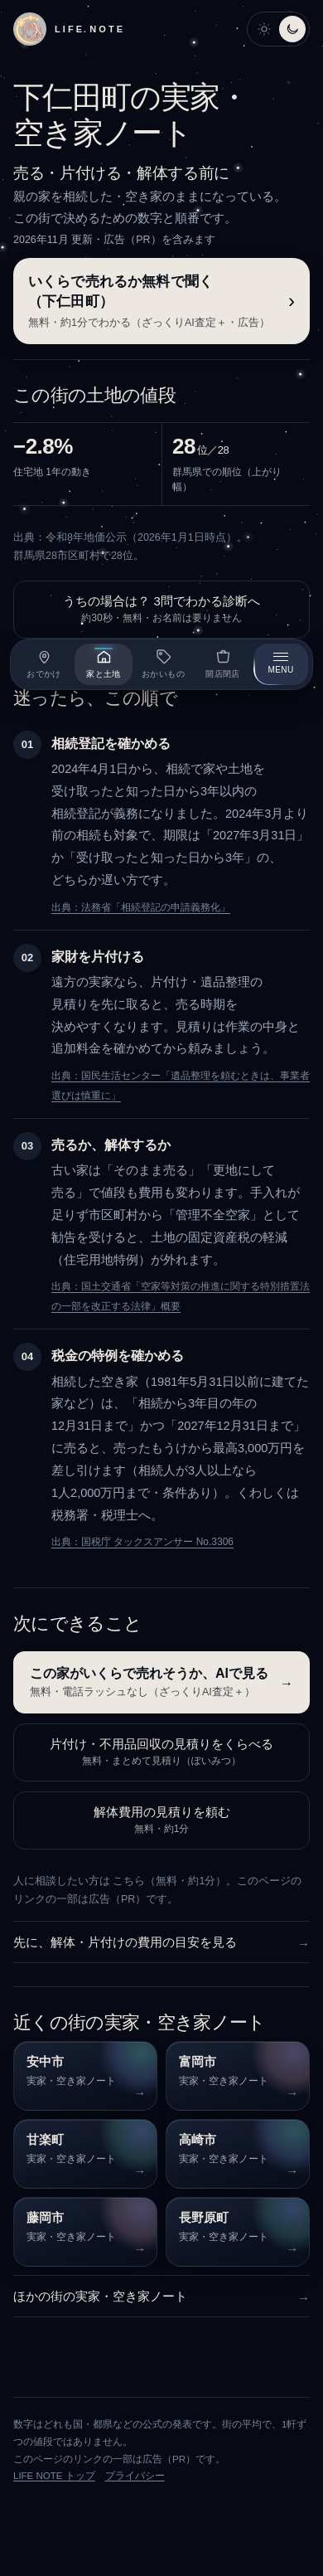 LIFE.NOTE
下仁田町の実家・
空き家ノート
売る・片付ける・解体する前に
親の家を相続した・空き家のままになっている。
この街で決めるための数字と順番です。
2026年11月 更新・広告（PR）を含みます
いくらで売れるか無料で聞く
（下仁田町）
無料・約1分でわかる（ざっくりAI査定＋・広告）
›
この街の土地の値段
−2.8%
住宅地 1年の動き
28位／28
群馬県での順位（上がり
幅）
出典：令和8年地価公示（2026年1月1日時点）。
群馬県28市区町村で28位。
うちの場合は？ 3問でわかる診断へ
約30秒・無料・お名前は要りません
おでかけ
家と土地
おかいもの
開店閉店
MENU
迷ったら、この順で
01
相続登記を確かめる
2024年4月1日から、相続で家や土地を
受け取ったと知った日から3年以内の
相続登記が義務になりました。2024年3月より
前の相続も対象で、期限は「2027年3月31日」
か「受け取ったと知った日から3年」の、
どちらか遅い方です。
出典：法務省「相続登記の申請義務化」
02
家財を片付ける
遠方の実家なら、片付け・遺品整理の
見積りを先に取ると、売る時期を
決めやすくなります。見積りは作業の中身と
追加料金を確かめてから頼みましょう。
出典：国民生活センター「遺品整理を頼むときは、事業者
選びは慎重に」
03
売るか、解体するか
古い家は「そのまま売る」「更地にして
売る」で値段も費用も変わります。手入れが
足りず市区町村から「管理不全空家」として
勧告を受けると、土地の固定資産税の軽減
（住宅用地特例）が外れます。
出典：国土交通省「空家等対策の推進に関する特別措置法
の一部を改正する法律」概要
04
税金の特例を確かめる
相続した空き家（1981年5月31日以前に建てた
家など）は、「相続から3年目の年の
12月31日まで」かつ「2027年12月31日まで」
に売ると、売ったもうけから最高3,000万円を
差し引けます（相続人が3人以上なら
1人2,000万円まで・条件あり）。くわしくは
税務署・税理士へ。
出典：国税庁 タックスアンサー No.3306
次にできること
この家がいくらで売れそうか、AIで見る
無料・電話ラッシュなし（ざっくりAI査定＋）
→
片付け・不用品回収の見積りをくらべる
無料・まとめて見積り（ぽいみつ）
解体費用の見積りを頼む
無料・約1分
人に相談したい方は こちら（無料・約1分）。このページの
リンクの一部は広告（PR）です。
先に、解体・片付けの費用の目安を見る →
近くの街の実家・空き家ノート
安中市
実家・空き家ノート
→
富岡市
実家・空き家ノート
→
甘楽町
実家・空き家ノート
→
高崎市
実家・空き家ノート
→
藤岡市
実家・空き家ノート
→
長野原町
実家・空き家ノート
→
ほかの街の実家・空き家ノート →
数字はどれも国・都県などの公式の発表です。街の平均で、1軒ず
つの値段ではありません。
このページのリンクの一部は広告（PR）です。
LIFE NOTE トップ プライバシー